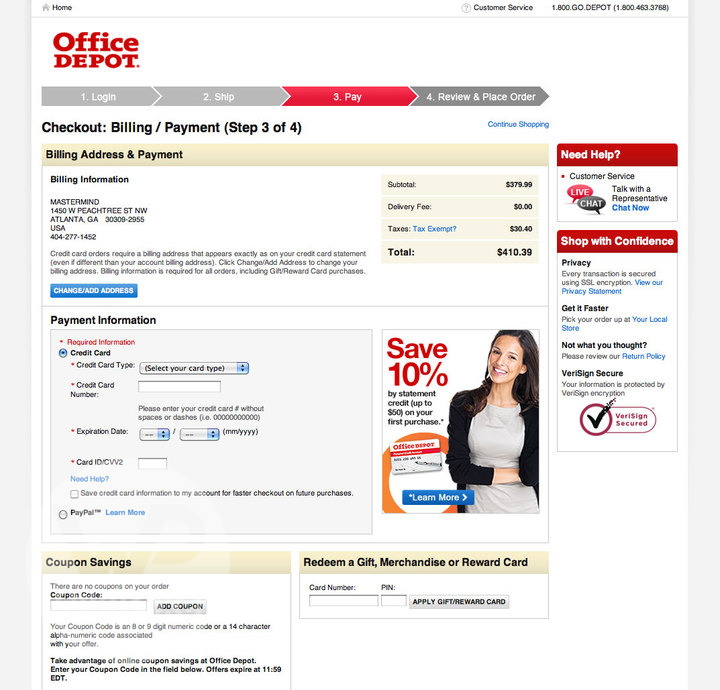 Home
Customer Service
1.800.GO.DEPOT (1.800.463.3768)
Office
DEPOT.
1. Login
2. Ship
3. Pay
4. Review & Place Order
Checkout: Billing / Payment (Step 3 of 4)
Continue Shopping
Billing Address & Payment
Billing Information
MASTERMIND
1450 W PEACHTREE ST NW
ATLANTA, GA 30309-2955
USA
404-277-1452
Credit card orders require a billing address that appears exactly as on your credit card statement
(even if different than your account billing address). Click Change/Add Address to change your
billing address. Billing information is required for all orders, including Gift/Reward Card purchases.
CHANGE/ADD ADDRESS
Subtotal: $379.99
Delivery Fee: $0.00
Taxes: Tax Exempt? $30.40
Total: $410.39
Payment Information
* Required Information
Credit Card
* Credit Card Type: (Select your card type)
* Credit Card
Number:
Please enter your credit card # without
spaces or dashes (i.e. 00000000000)
* Expiration Date: -- / -- (mm/yyyy)
* Card ID/CVV2
Need Help?
Save credit card information to my account for faster checkout on future purchases.
PayPal™ Learn More
Save
10%
by statement
credit (up to
$50) on your
first purchase.*
Office DEPOT
*Learn More >
Coupon Savings
There are no coupons on your order
Coupon Code:
ADD COUPON
Your Coupon Code is an 8 or 9 digit numeric code or a 14 character
alpha-numeric code associated
with your offer.
Take advantage of online coupon savings at Office Depot.
Enter your Coupon Code in the field below. Offers expire at 11:59
EDT.
Redeem a Gift, Merchandise or Reward Card
Card Number: PIN:
APPLY GIFT/REWARD CARD
Need Help?
Customer Service
LIVE
CHAT
Talk with a
Representative
Chat Now
Shop with Confidence
Privacy
Every transaction is secured
using SSL encryption. View our
Privacy Statement
Get it Faster
Pick your order up at Your Local
Store
Not what you thought?
Please review our Return Policy
VeriSign Secure
Your information is protected by
VeriSign encryption
VeriSign
Secured